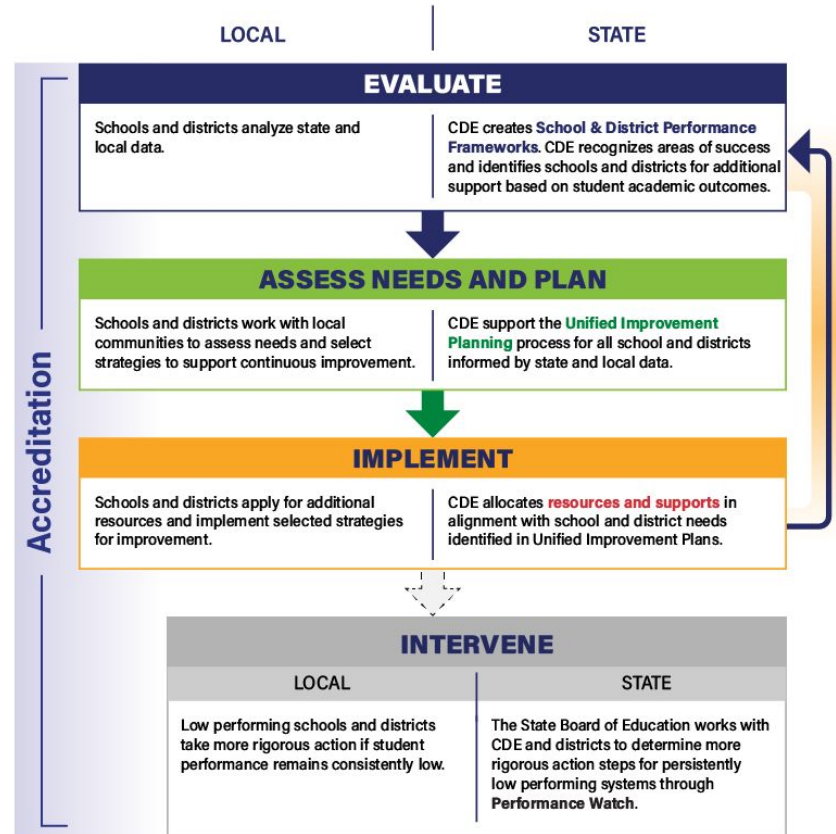 LOCAL
STATE
Accreditation
EVALUATE
Schools and districts analyze state and
local data.
CDE creates School & District Performance
Frameworks. CDE recognizes areas of success
and identifies schools and districts for additional
support based on student academic outcomes.
ASSESS NEEDS AND PLAN
Schools and districts work with local
communities to assess needs and select
strategies to support continuous improvement.
CDE support the Unified Improvement
Planning process for all school and districts
informed by state and local data.
IMPLEMENT
Schools and districts apply for additional
resources and implement selected strategies
for improvement.
CDE allocates resources and supports in
alignment with school and district needs
identified in Unified Improvement Plans.
INTERVENE
LOCAL
STATE
Low performing schools and districts
take more rigorous action if student
performance remains consistently low.
The State Board of Education works with
CDE and districts to determine more
rigorous action steps for persistently
low performing systems through
Performance Watch.